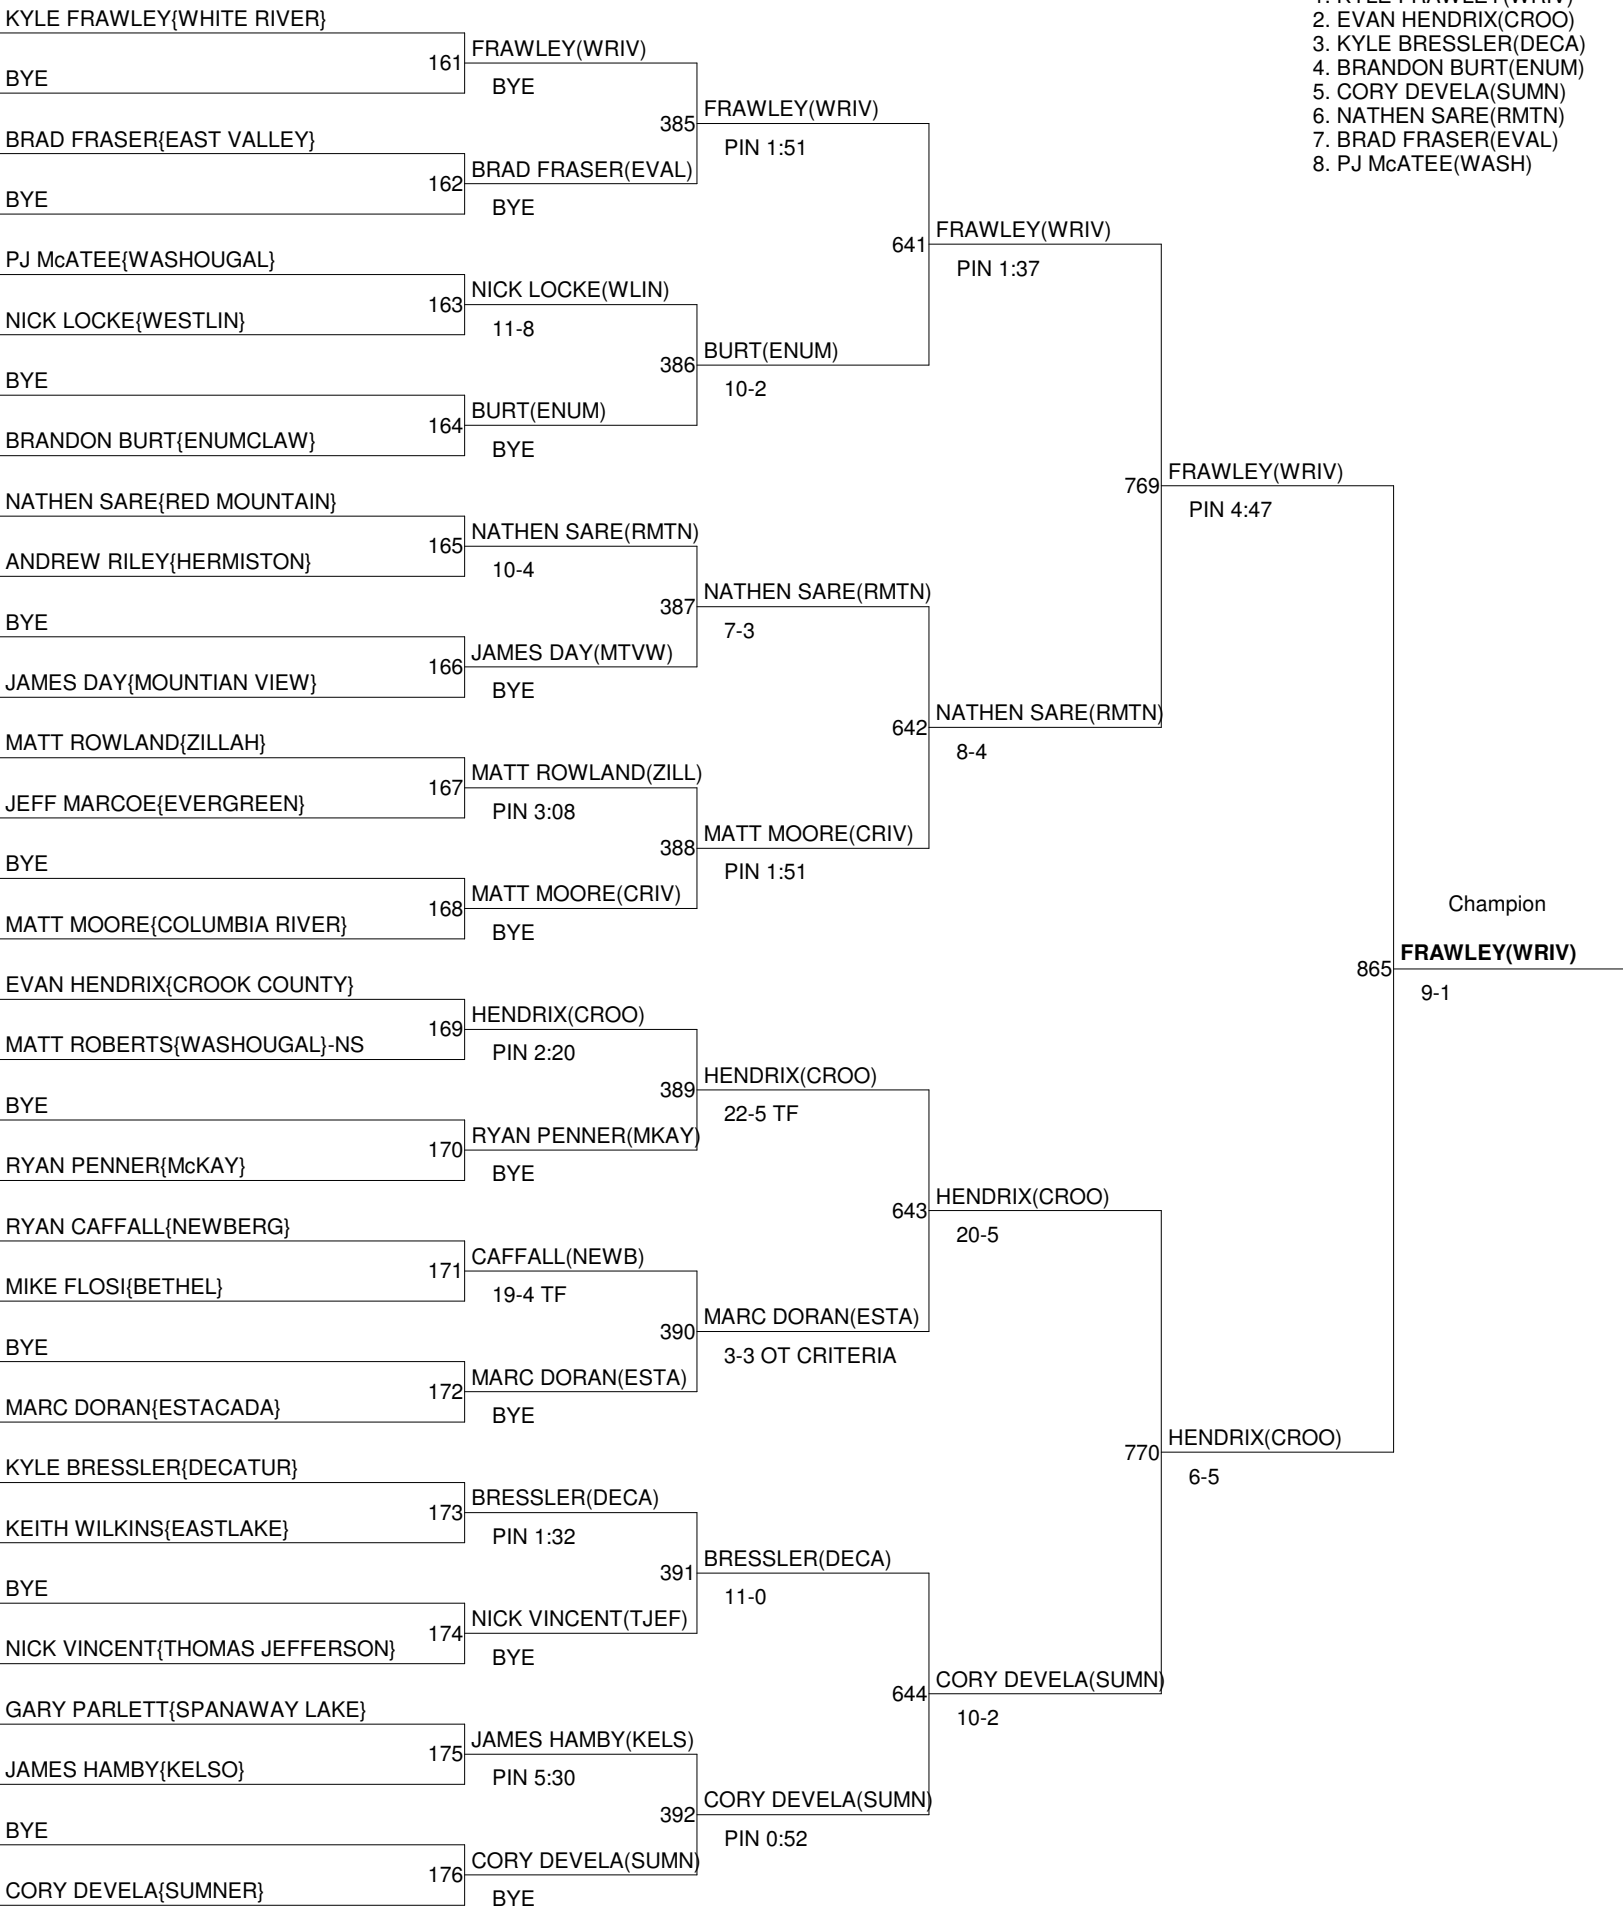 KYLE FRAWLEY{WHITE RIVER}
BYE
BRAD FRASER{EAST VALLEY}
BYE
PJ McATEE{WASHOUGAL}
NICK LOCKE{WESTLIN}
BYE
BRANDON BURT{ENUMCLAW}
NATHEN SARE{RED MOUNTAIN}
ANDREW RILEY{HERMISTON}
BYE
JAMES DAY{MOUNTIAN VIEW}
MATT ROWLAND{ZILLAH}
JEFF MARCOE{EVERGREEN}
BYE
MATT MOORE{COLUMBIA RIVER}
EVAN HENDRIX{CROOK COUNTY}
MATT ROBERTS{WASHOUGAL}-NS
BYE
RYAN PENNER{McKAY}
RYAN CAFFALL{NEWBERG}
MIKE FLOSI{BETHEL}
BYE
MARC DORAN{ESTACADA}
KYLE BRESSLER{DECATUR}
KEITH WILKINS{EASTLAKE}
BYE
NICK VINCENT{THOMAS JEFFERSON}
GARY PARLETT{SPANAWAY LAKE}
JAMES HAMBY{KELSO}
BYE
CORY DEVELA{SUMNER}
161 FRAWLEY(WRIV)
BYE
162 BRAD FRASER(EVAL)
BYE
163 NICK LOCKE(WLIN)
11-8
164 BURT(ENUM)
BYE
165 NATHEN SARE(RMTN)
10-4
166 JAMES DAY(MTVW)
BYE
167 MATT ROWLAND(ZILL)
PIN 3:08
168 MATT MOORE(CRIV)
BYE
169 HENDRIX(CROO)
PIN 2:20
170 RYAN PENNER(MKAY)
BYE
171 CAFFALL(NEWB)
19-4 TF
172 MARC DORAN(ESTA)
BYE
173 BRESSLER(DECA)
PIN 1:32
174 NICK VINCENT(TJEF)
BYE
175 JAMES HAMBY(KELS)
PIN 5:30
176 CORY DEVELA(SUMN)
BYE
385 FRAWLEY(WRIV)
PIN 1:51
386 BURT(ENUM)
10-2
387 NATHEN SARE(RMTN)
7-3
388 MATT MOORE(CRIV)
PIN 1:51
389 HENDRIX(CROO)
22-5 TF
390 MARC DORAN(ESTA)
3-3 OT CRITERIA
391 BRESSLER(DECA)
11-0
392 CORY DEVELA(SUMN)
PIN 0:52
641 FRAWLEY(WRIV)
PIN 1:37
642 NATHEN SARE(RMTN)
8-4
643 HENDRIX(CROO)
20-5
644 CORY DEVELA(SUMN)
10-2
769 FRAWLEY(WRIV)
PIN 4:47
770 HENDRIX(CROO)
6-5
Champion
865 FRAWLEY(WRIV)
9-1
1. KYLE FRAWLEY(WRIV)
2. EVAN HENDRIX(CROO)
3. KYLE BRESSLER(DECA)
4. BRANDON BURT(ENUM)
5. CORY DEVELA(SUMN)
6. NATHEN SARE(RMTN)
7. BRAD FRASER(EVAL)
8. PJ McATEE(WASH)